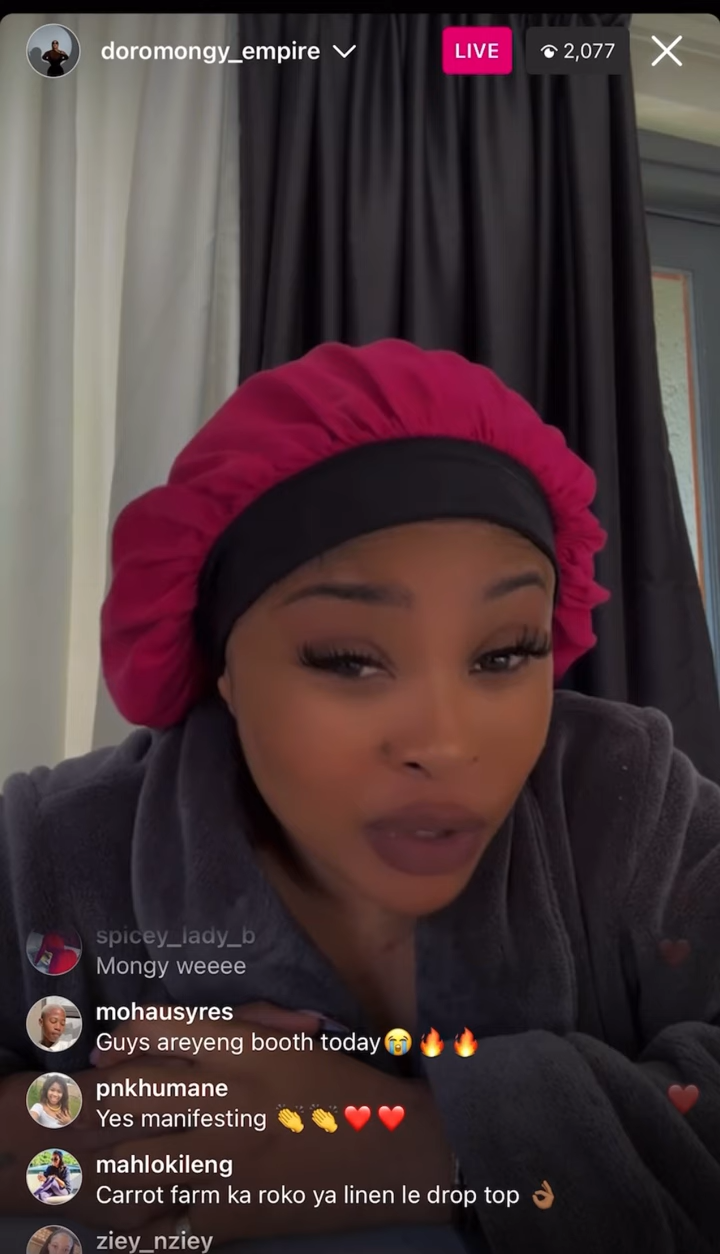 doromongy_empire
LIVE
2,077
spicey_lady_b
Mongy weeee
mohausyres
Guys areyeng booth today😭🔥🔥
pnkhumane
Yes manifesting 👏👏❤️❤️
mahlokileng
Carrot farm ka roko ya linen le drop top 👌🏾
ziey_nziey